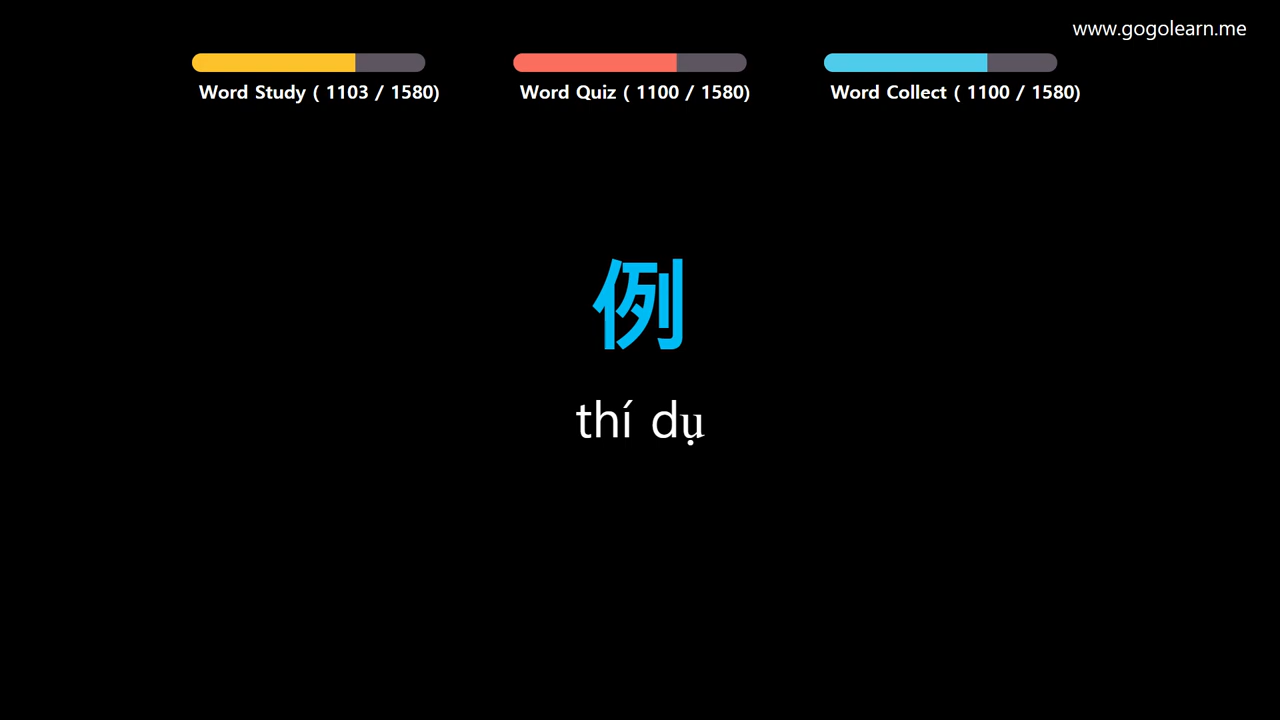 www.gogolearn.me
Word Study ( 1103 / 1580)
Word Quiz ( 1100 / 1580)
Word Collect ( 1100 / 1580)
例
thí dụ